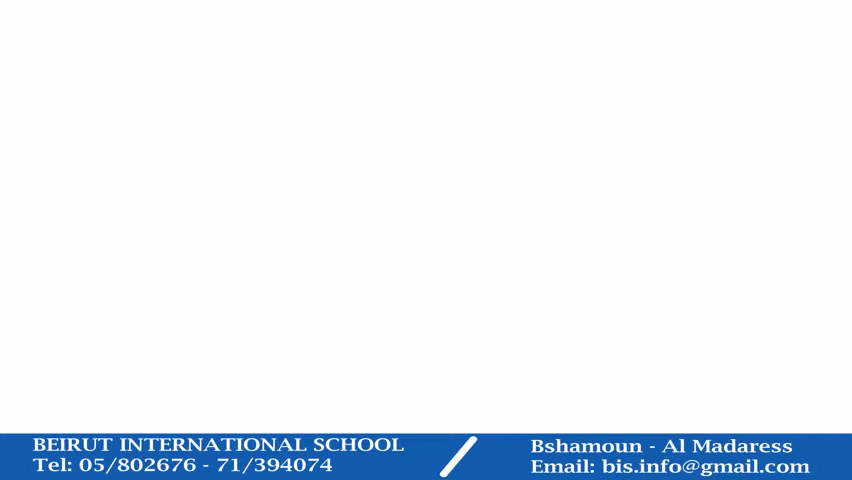 BEIRUT INTERNATIONAL SCHOOL
Tel: 05/802676 - 71/394074
Bshamoun - Al Madaress
Email: bis.info@gmail.com